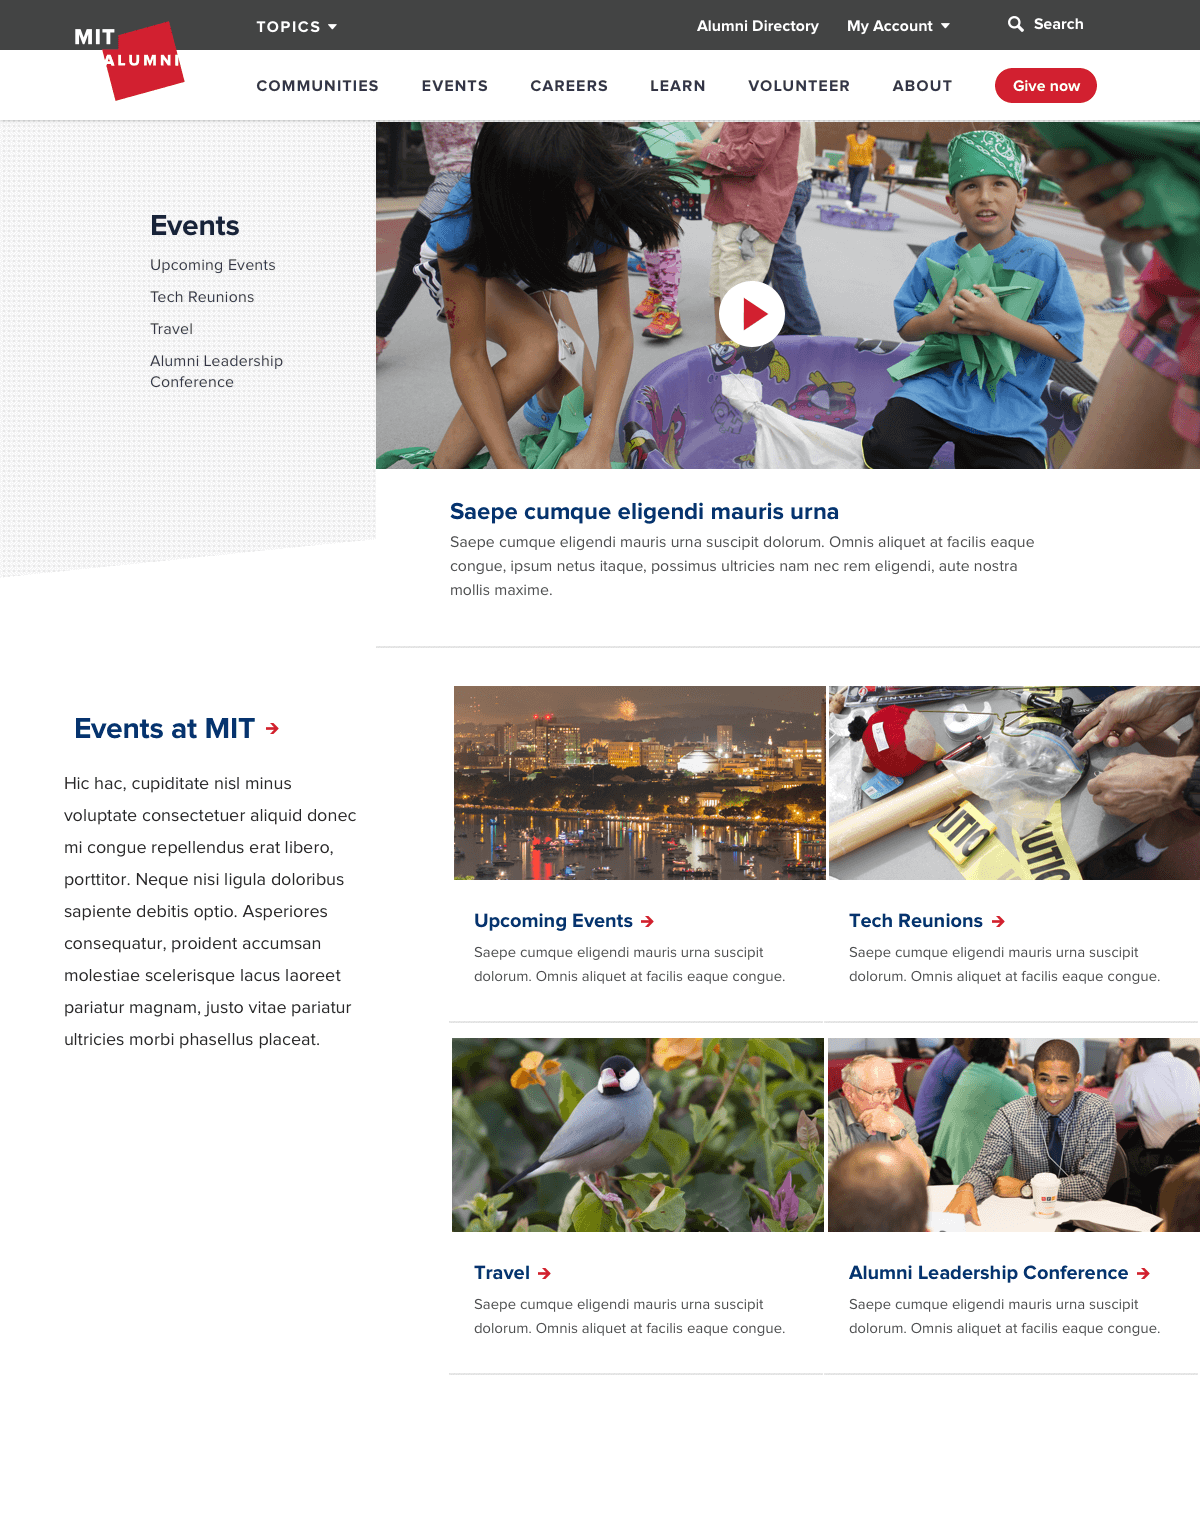 MIT
ALUMNI
TOPICS
Alumni Directory
My Account
Search
COMMUNITIES
EVENTS
CAREERS
LEARN
VOLUNTEER
ABOUT
Give now
Events
Upcoming Events
Tech Reunions
Travel
Alumni Leadership
Conference
Saepe cumque eligendi mauris urna
Saepe cumque eligendi mauris urna suscipit dolorum. Omnis aliquet at facilis eaque
congue, ipsum netus itaque, possimus ultricies nam nec rem eligendi, aute nostra
mollis maxime.
Events at MIT
Hic hac, cupiditate nisl minus
voluptate consectetuer aliquid donec
mi congue repellendus erat libero,
porttitor. Neque nisi ligula doloribus
sapiente debitis optio. Asperiores
consequatur, proident accumsan
molestiae scelerisque lacus laoreet
pariatur magnam, justo vitae pariatur
ultricies morbi phasellus placeat.
UTIO
UTIO
Upcoming Events
Saepe cumque eligendi mauris urna suscipit
dolorum. Omnis aliquet at facilis eaque congue.
Tech Reunions
Saepe cumque eligendi mauris urna suscipit
dolorum. Omnis aliquet at facilis eaque congue.
Travel
Saepe cumque eligendi mauris urna suscipit
dolorum. Omnis aliquet at facilis eaque congue.
Alumni Leadership Conference
Saepe cumque eligendi mauris urna suscipit
dolorum. Omnis aliquet at facilis eaque congue.